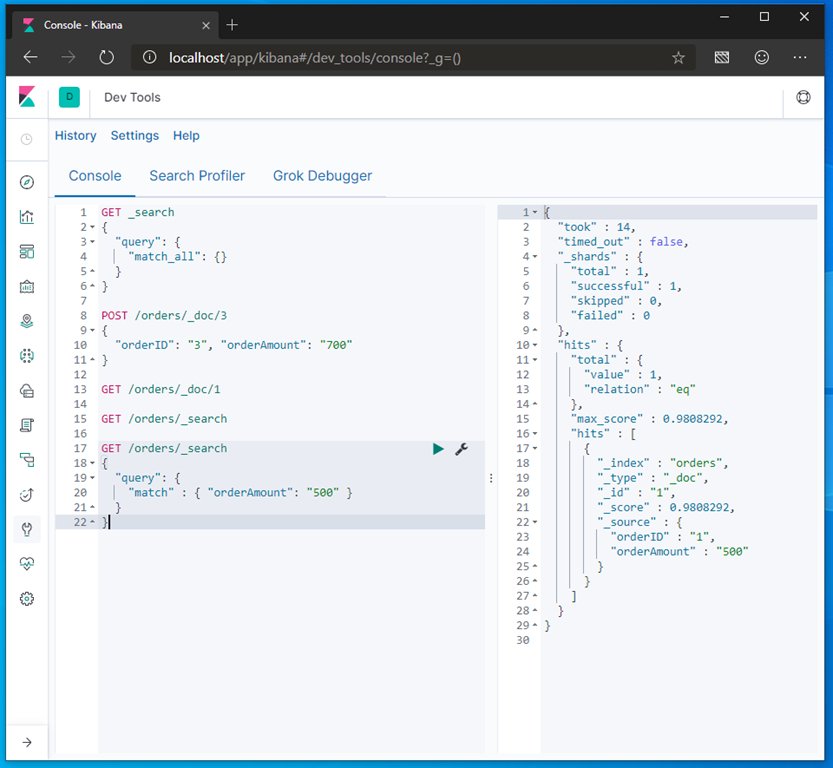 Console - Kibana
localhost/app/kibana#/dev_tools/console?_g=()
D
Dev Tools
History Settings Help
Console Search Profiler Grok Debugger
1 GET _search
2 {
3 "query": {
4 "match_all": {}
5 }
6 }
7
8 POST /orders/_doc/3
9 {
10 "orderID": "3", "orderAmount": "700"
11 }
12
13 GET /orders/_doc/1
14
15 GET /orders/_search
16
17 GET /orders/_search
18 {
19 "query": {
20 "match" : { "orderAmount": "500" }
21 }
22 }
1 {
2 "took" : 14,
3 "timed_out" : false,
4 "_shards" : {
5 "total" : 1,
6 "successful" : 1,
7 "skipped" : 0,
8 "failed" : 0
9 },
10 "hits" : {
11 "total" : {
12 "value" : 1,
13 "relation" : "eq"
14 },
15 "max_score" : 0.9808292,
16 "hits" : [
17 {
18 "_index" : "orders",
19 "_type" : "_doc",
20 "_id" : "1",
21 "_score" : 0.9808292,
22 "_source" : {
23 "orderID" : "1",
24 "orderAmount" : "500"
25 }
26 }
27 ]
28 }
29 }
30